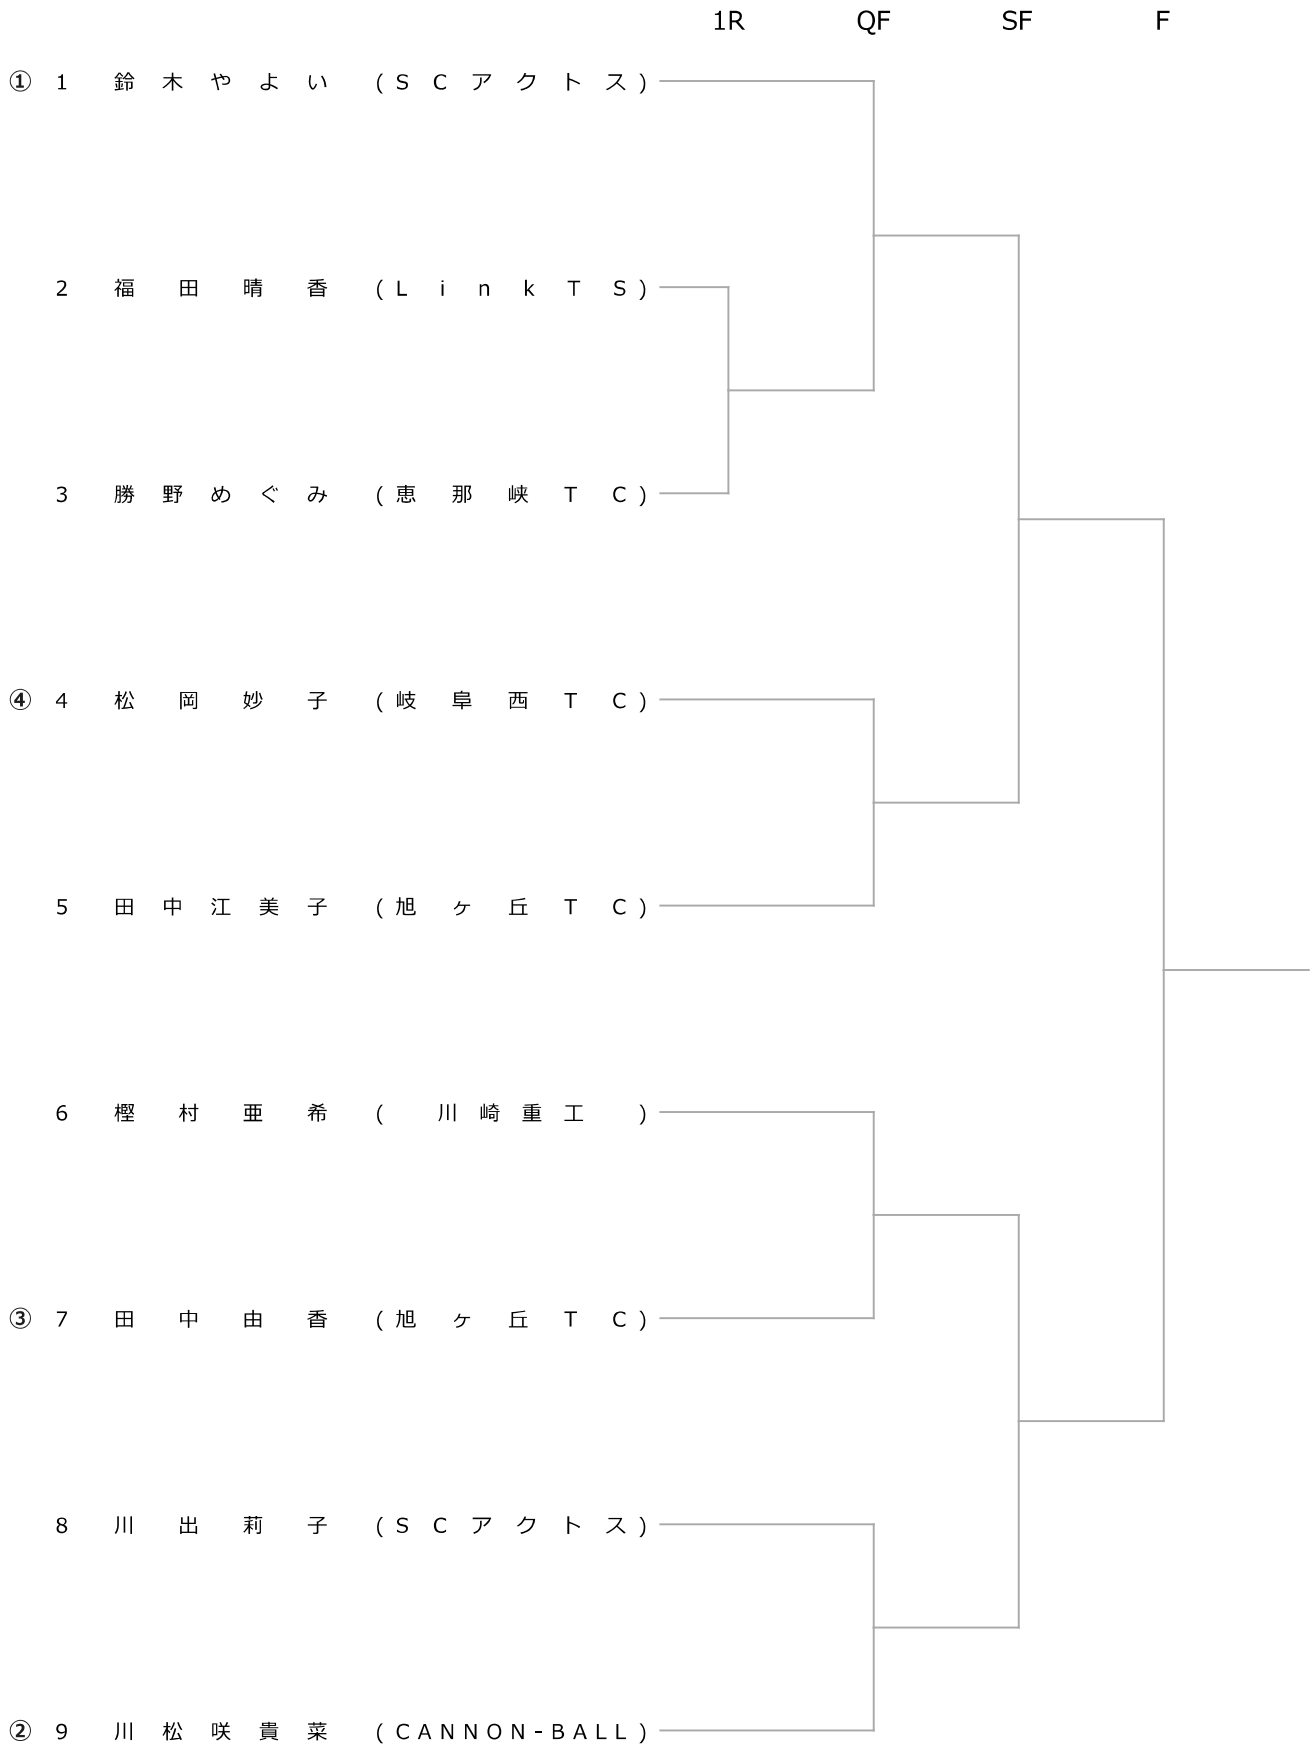 1R QF SF F
① 1 鈴木やよい (SCアクトス)
2 福田晴香 (LinkTS)
3 勝野めぐみ (恵那峡TC)
④ 4 松岡妙子 (岐阜西TC)
5 田中江美子 (旭ヶ丘TC)
6 樫村亜希 (川崎重工)
③ 7 田中由香 (旭ヶ丘TC)
8 川出莉子 (SCアクトス)
② 9 川松咲貴菜 (CANNON-BALL)